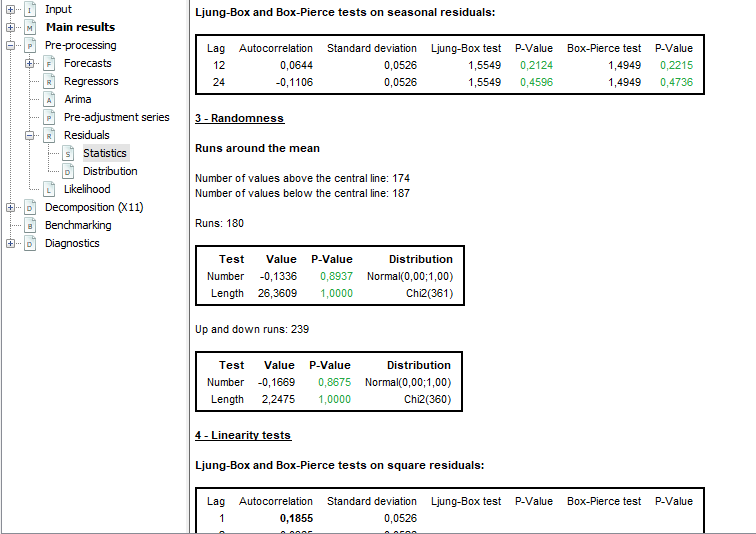 Input
Main results
Pre-processing
Forecasts
Regressors
Arima
Pre-adjustment series
Residuals
Statistics
Distribution
Likelihood
Decomposition (X11)
Benchmarking
Diagnostics
Ljung-Box and Box-Pierce tests on seasonal residuals:
Lag Autocorrelation Standard deviation Ljung-Box test P-Value Box-Pierce test P-Value
12 0,0644 0,0526 1,5549 0,2124 1,4949 0,2215
24 -0,1106 0,0526 1,5549 0,4596 1,4949 0,4736
3 - Randomness
Runs around the mean
Number of values above the central line: 174
Number of values below the central line: 187
Runs: 180
Test Value P-Value Distribution
Number -0,1336 0,8937 Normal(0,00;1,00)
Length 26,3609 1,0000 Chi2(361)
Up and down runs: 239
Test Value P-Value Distribution
Number -0,1669 0,8675 Normal(0,00;1,00)
Length 2,2475 1,0000 Chi2(360)
4 - Linearity tests
Ljung-Box and Box-Pierce tests on square residuals:
Lag Autocorrelation Standard deviation Ljung-Box test P-Value Box-Pierce test P-Value
1 0,1855 0,0526